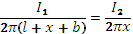 I₁/2π(l + x + b) = I₂/2πx